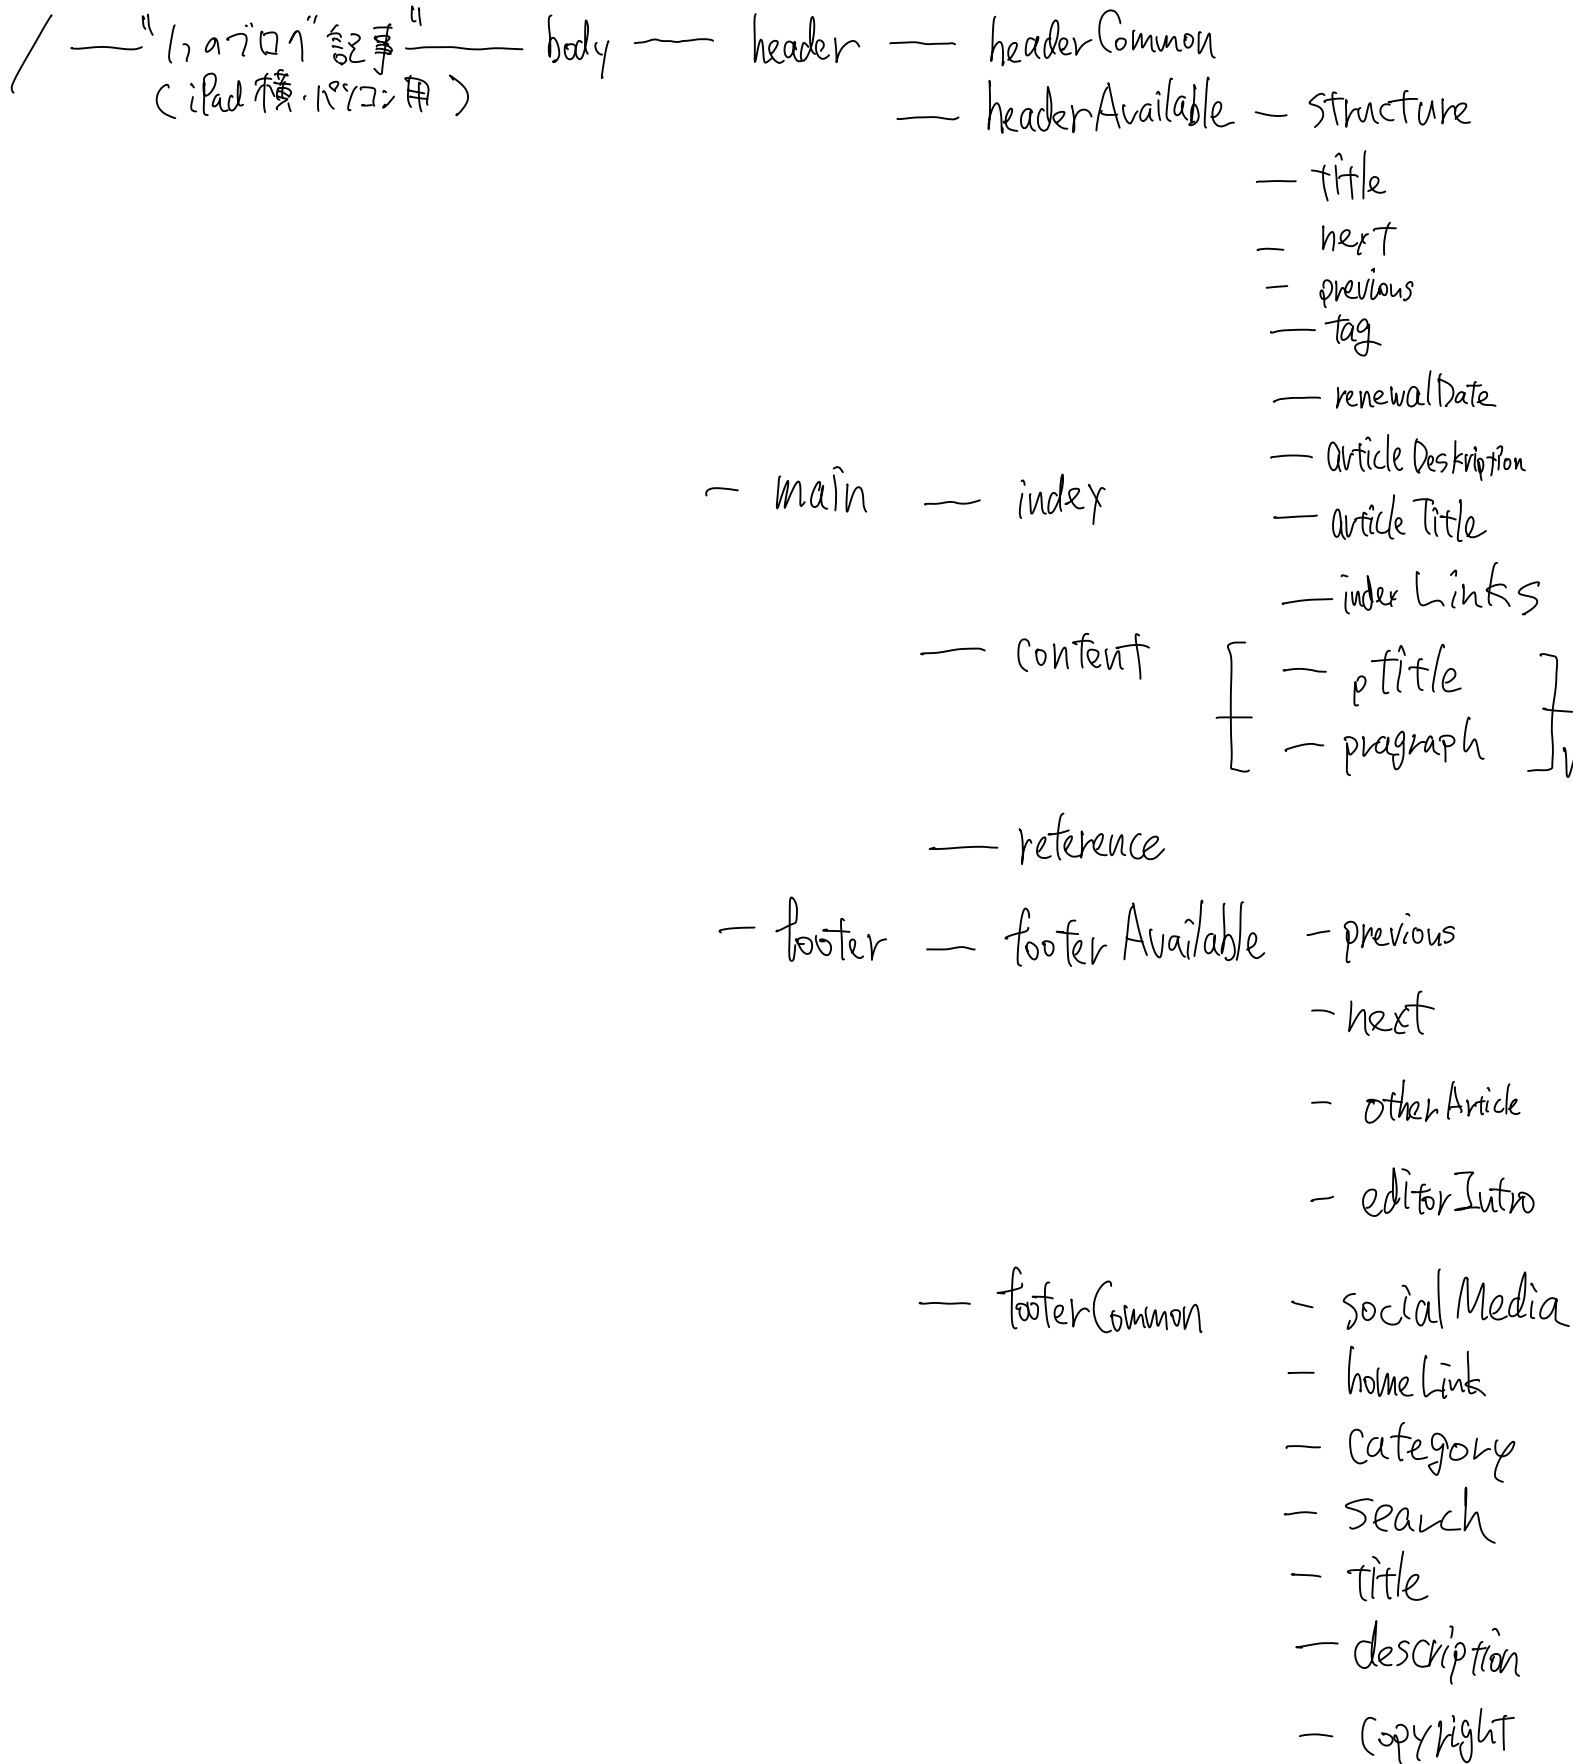 / — "1つのブログ記事" — body — header — headerCommon
(iPad横・パソコン用)
— headerAvailable — structure
— title
— next
— previous
— tag
— renewalDate
— articleDeskription
— main — index — articleTitle
— indexLinks
— content [ — ptitle ]
— pragraph
— reference
— footer — footerAvailable — previous
— next
— otherArticle
— editorIntro
— footerCommon — socialMedia
— homeLink
— category
— search
— title
— description
— copyright